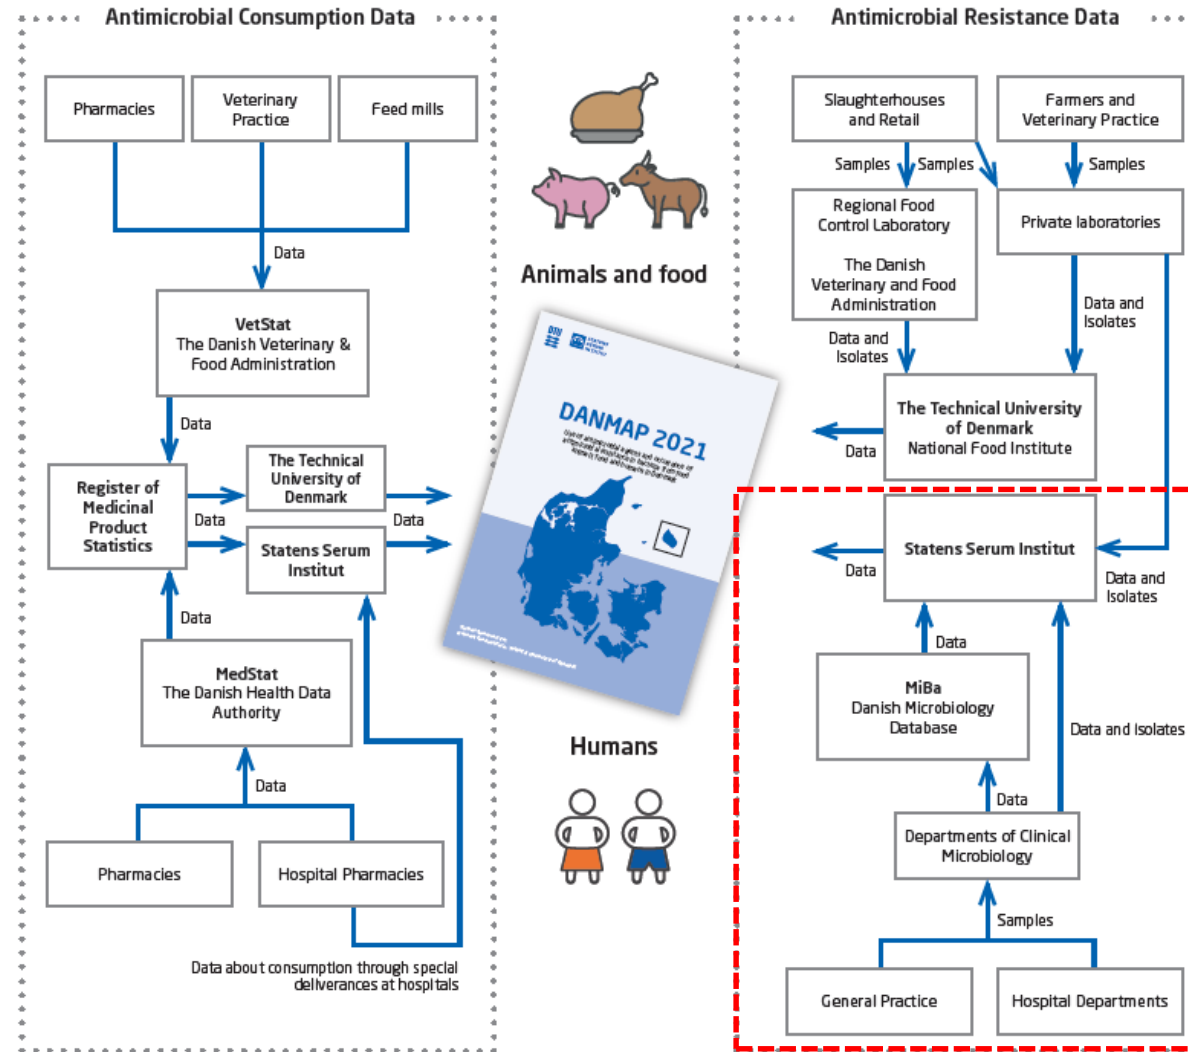 Antimicrobial Consumption Data
Pharmacies
Veterinary
Practice
Feed mills
Data
VetStat
The Danish Veterinary &
Food Administration
Data
Register of
Medicinal
Product
Statistics
Data
The Technical
University of
Denmark
Statens Serum
Institut
Data
Data
MedStat
The Danish Health Data
Authority
Data
Pharmacies
Hospital Pharmacies
Data about consumption through special
deliverances at hospitals
Animals and food
DTU
STATENS
SERUM
INSTITUT
DANMAP 2021
Humans
Antimicrobial Resistance Data
Slaughterhouses
and Retail
Farmers and
Veterinary Practice
Samples
Samples
Samples
Regional Food
Control Laboratory
The Danish
Veterinary and Food
Administration
Private laboratories
Data and
Isolates
Data and
Isolates
The Technical University
of Denmark
National Food Institute
Data
Statens Serum Institut
Data
Data and
Isolates
Data
MiBa
Danish Microbiology
Database
Data and Isolates
Data
Departments of Clinical
Microbiology
Samples
General Practice
Hospital Departments